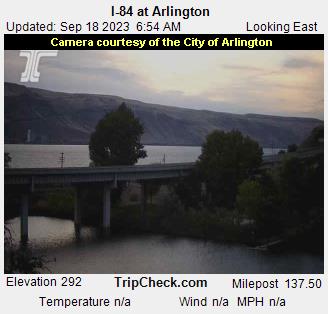 I-84 at Arlington
Updated: Sep 18 2023 6:54 AM Looking East
Camera courtesy of the City of Arlington
Elevation 292 TripCheck.com Milepost 137.50
Temperature n/a Wind n/a MPH n/a